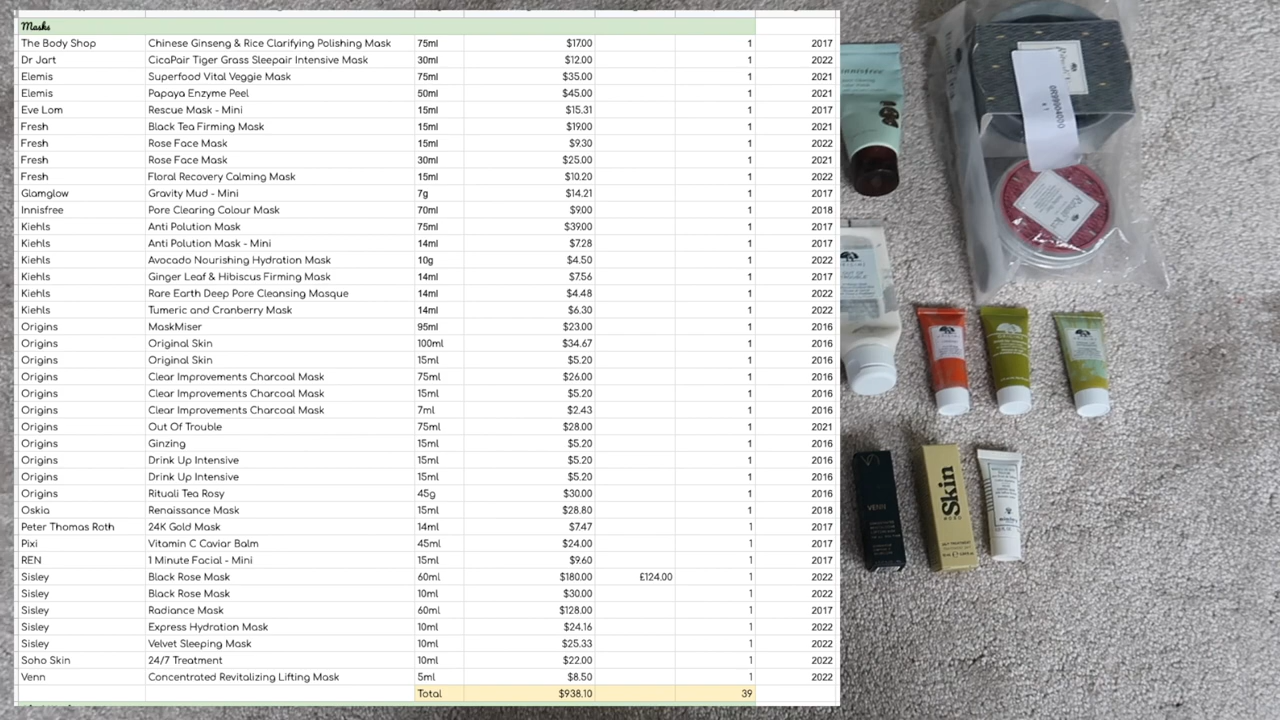 Masks
The Body Shop Chinese Ginseng & Rice Clarifying Polishing Mask 75ml $17.00 1 2017
Dr Jart CicaPair Tiger Grass Sleepair Intensive Mask 30ml $12.00 1 2022
Elemis Superfood Vital Veggie Mask 75ml $35.00 1 2021
Elemis Papaya Enzyme Peel 50ml $45.00 1 2021
Eve Lom Rescue Mask - Mini 15ml $15.31 1 2017
Fresh Black Tea Firming Mask 15ml $19.00 1 2021
Fresh Rose Face Mask 15ml $9.30 1 2022
Fresh Rose Face Mask 30ml $25.00 1 2021
Fresh Floral Recovery Calming Mask 15ml $10.20 1 2022
Glamglow Gravity Mud - Mini 7g $14.21 1 2017
Innisfree Pore Clearing Colour Mask 70ml $9.00 1 2018
Kiehls Anti Polution Mask 75ml $39.00 1 2017
Kiehls Anti Polution Mask - Mini 14ml $7.28 1 2017
Kiehls Avocado Nourishing Hydration Mask 10g $4.50 1 2022
Kiehls Ginger Leaf & Hibiscus Firming Mask 14ml $7.56 1 2017
Kiehls Rare Earth Deep Pore Cleansing Masque 14ml $4.48 1 2022
Kiehls Tumeric and Cranberry Mask 14ml $6.30 1 2022
Origins MaskMiser 95ml $23.00 1 2016
Origins Original Skin 100ml $34.67 1 2016
Origins Original Skin 15ml $5.20 1 2016
Origins Clear Improvements Charcoal Mask 75ml $26.00 1 2016
Origins Clear Improvements Charcoal Mask 15ml $5.20 1 2016
Origins Clear Improvements Charcoal Mask 7ml $2.43 1 2016
Origins Out Of Trouble 75ml $28.00 1 2021
Origins Ginzing 15ml $5.20 1 2016
Origins Drink Up Intensive 15ml $5.20 1 2016
Origins Drink Up Intensive 15ml $5.20 1 2016
Origins Rituali Tea Rosy 45g $30.00 1 2016
Oskia Renaissance Mask 15ml $28.80 1 2018
Peter Thomas Roth 24K Gold Mask 14ml $7.47 1 2017
Pixi Vitamin C Caviar Balm 45ml $24.00 1 2017
REN 1 Minute Facial - Mini 15ml $9.60 1 2017
Sisley Black Rose Mask 60ml $180.00 £124.00 1 2022
Sisley Black Rose Mask 10ml $30.00 1 2022
Sisley Radiance Mask 60ml $128.00 1 2017
Sisley Express Hydration Mask 10ml $24.16 1 2022
Sisley Velvet Sleeping Mask 10ml $25.33 1 2022
Soho Skin 24/7 Treatment 10ml $22.00 1 2022
Venn Concentrated Revitalizing Lifting Mask 5ml $8.50 1 2022
Total $938.10 39
innisfree
OUT OF
TROUBLE
VENN
Skin
SOHO